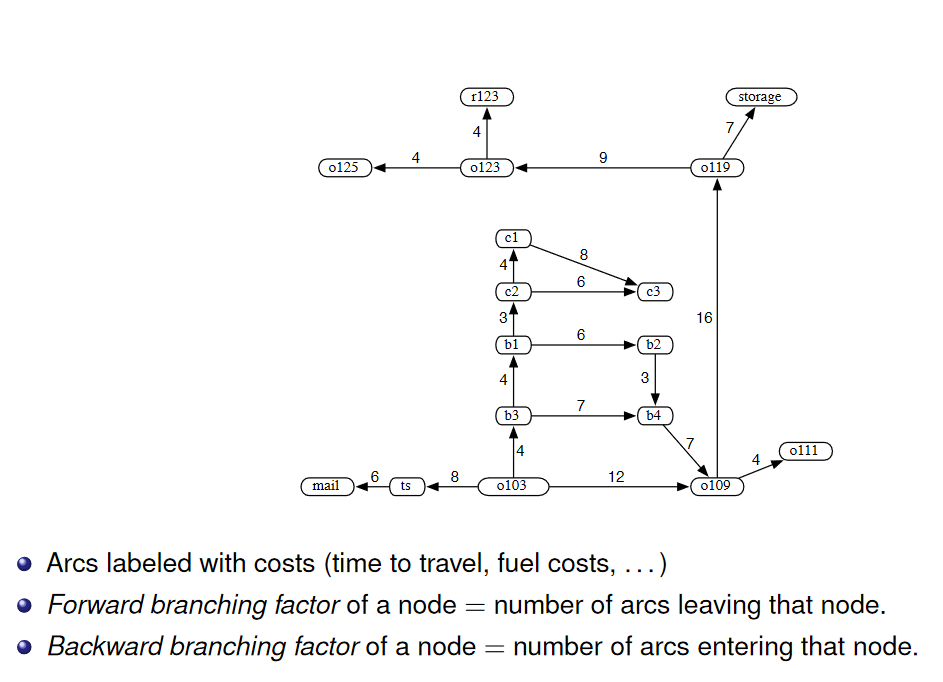 r123
storage
7
4
4
9
o125
o123
o119
c1
8
4
6
c2
c3
3
16
6
b1
b2
4
3
7
b3
b4
4
7
o111
4
6
8
12
mail
ts
o103
o109
Arcs labeled with costs (time to travel, fuel costs, . . . )
Forward branching factor of a node = number of arcs leaving that node.
Backward branching factor of a node = number of arcs entering that node.